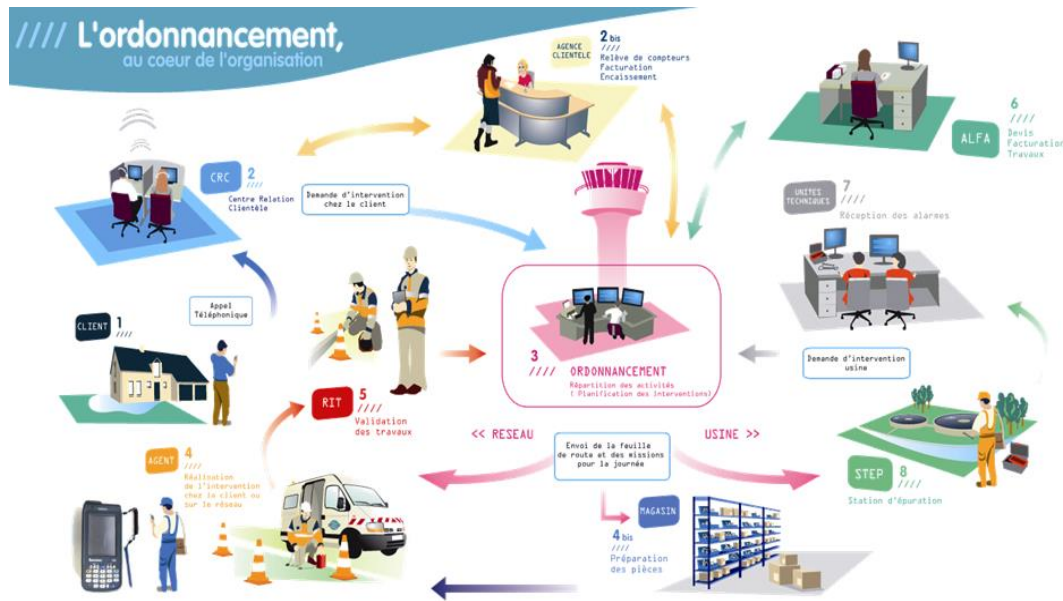 //// L'ordonnancement,
au coeur de l'organisation
AGENCE
CLIENTELE
2 bis
////
Relève de compteurs
Facturation
Encaissement
ALFA
6
////
Devis
Facturation
Travaux
CRC
2
////
Centre Relation
Clientèle
Demande d'intervention
chez le client
UNITES
TECHNIQUES
7
////
Réception des alarmes
Appel
Téléphonique
CLIENT
1
////
3
////
ORDONNANCEMENT
Répartition des activités
( Planification des Interventions)
Demande d'intervention
usine
RIT
5
////
Validation
des travaux
<< RESEAU
USINE >>
Envoi de la feuille
de route et des missions
pour la journée
AGENT
4
////
Réalisation
de l'intervention
chez le client ou
sur le réseau
STEP
8
////
Station d'épuration
MAGASIN
4 bis
////
Préparation
des pièces